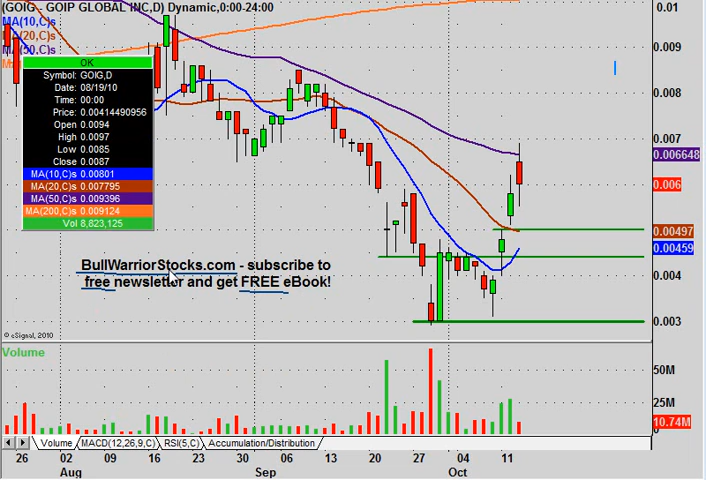 (GOIG - GOIP GLOBAL INC,D) Dynamic,0:00-24:00
MA(10,C)s
MA(20,C)s
MA(50,C)s
OK
Symbol: GOIG,D
Date: 08/19/10
Time: 00:00
Price: 0.00414490956
Open 0.0094
High 0.0097
Low 0.0085
Close 0.0087
MA(10,C)s 0.00801
MA(20,C)s 0.007795
MA(50,C)s 0.009396
MA(200,C)s 0.009124
Vol 8,823,125
0.01
0.009
0.008
0.007
0.006648
0.006
0.00497
0.00459
0.004
0.003
BullWarriorStocks.com - subscribe to
free newsletter and get FREE eBook!
© eSignal, 2010
Volume
50M
25M
10.74M
0
Volume MACD(12,26,9,C) RSI(5,C) Accumulation/Distribution
26 02 09 16 23 30 06 13 20 27 04 11
Aug Sep Oct